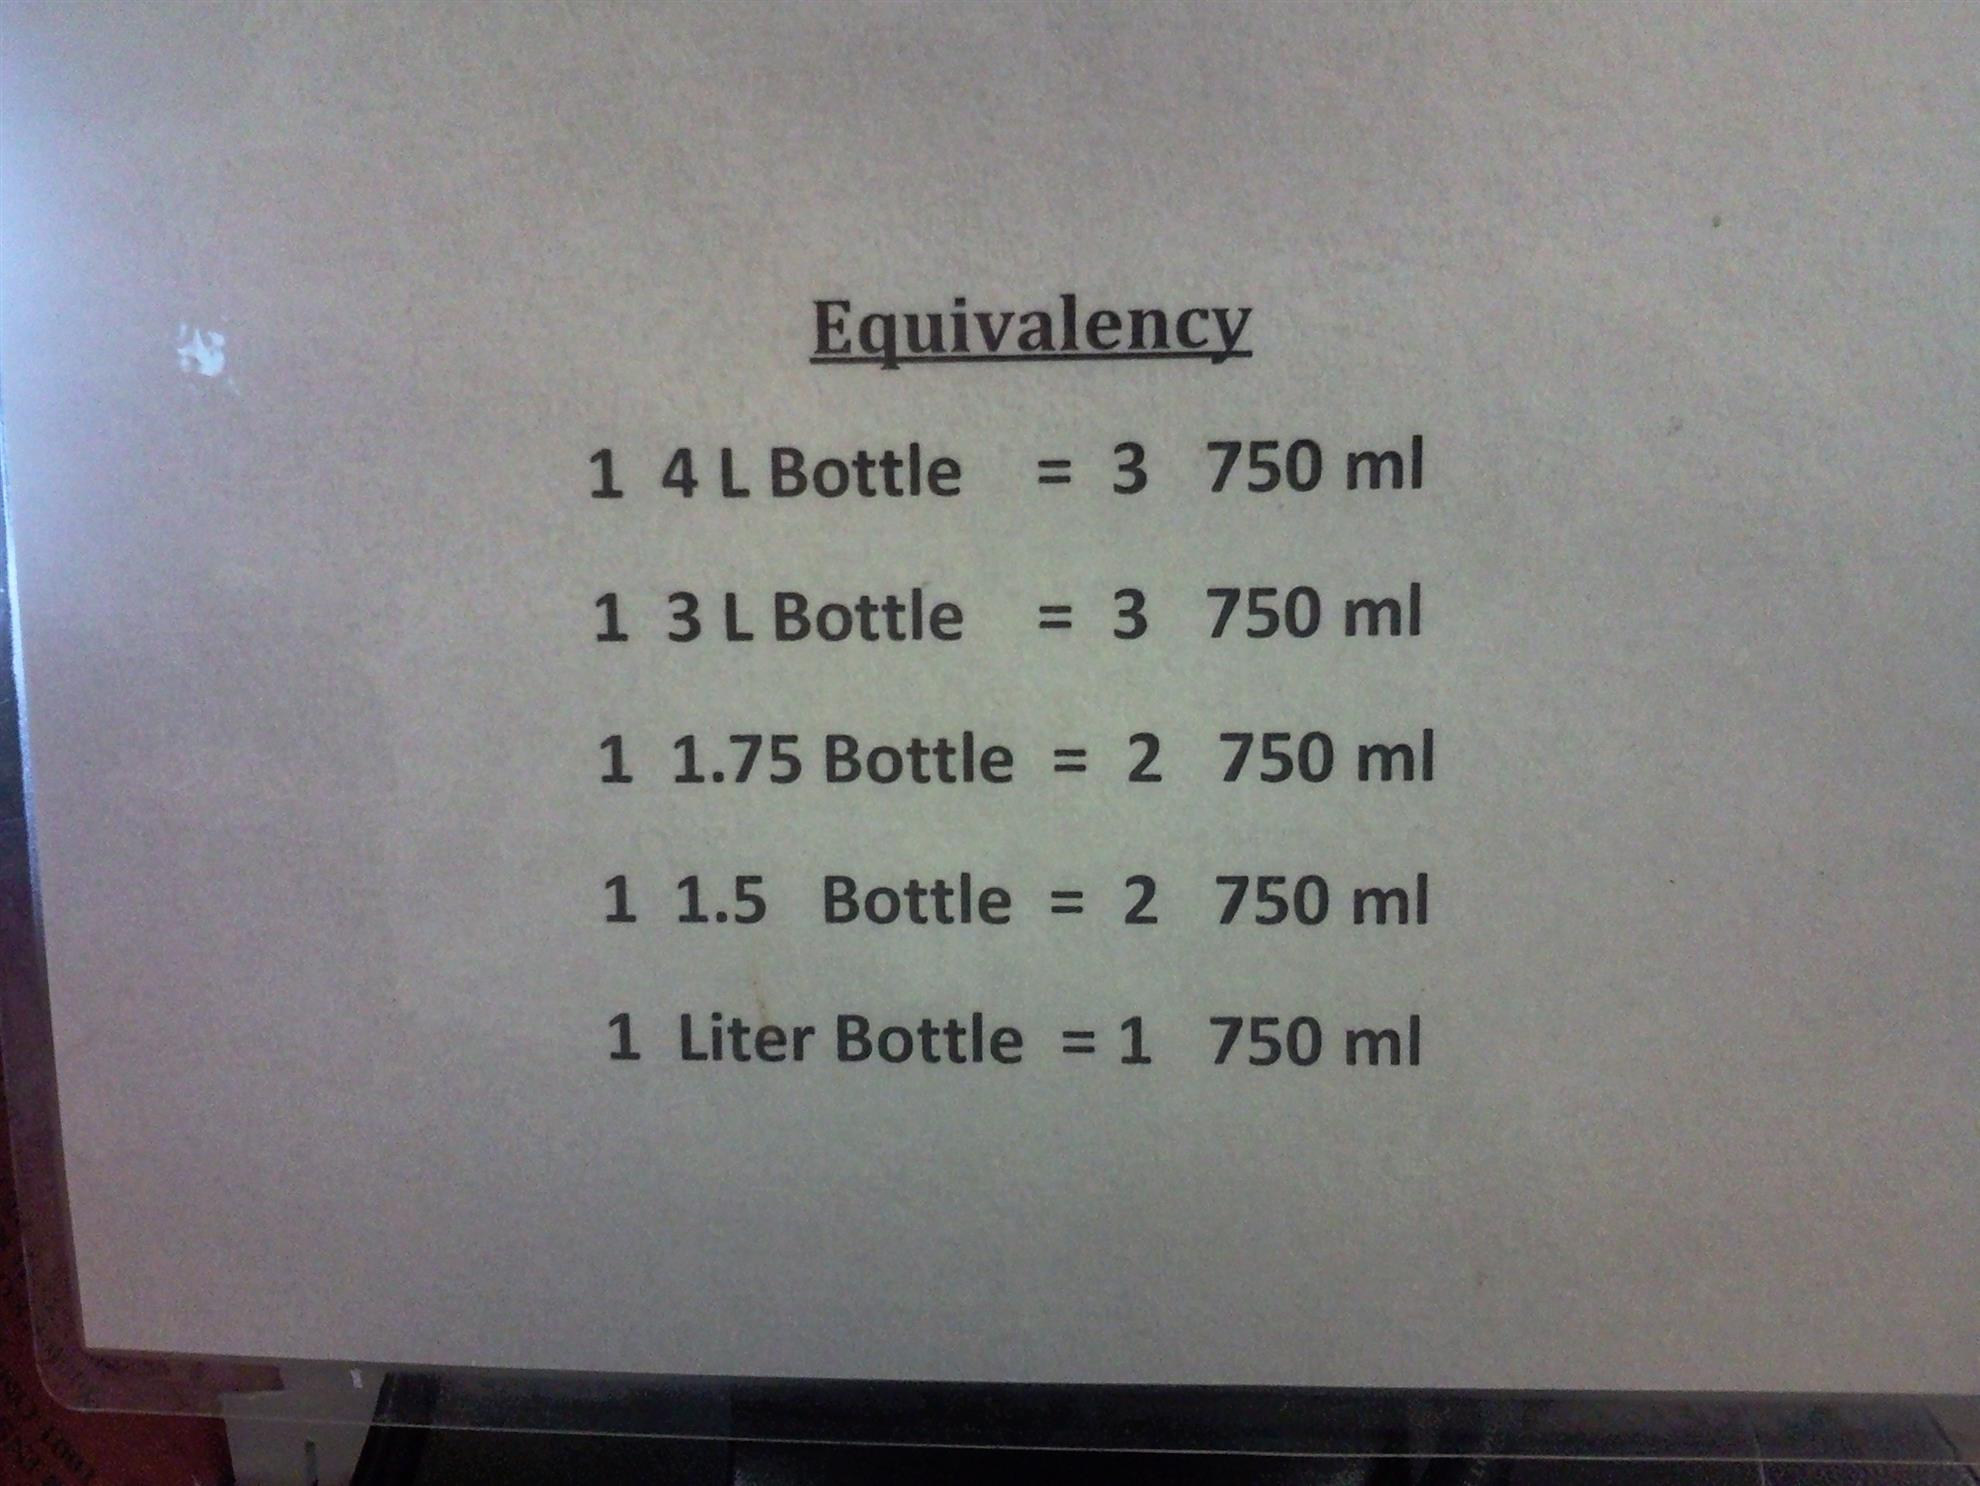 Equivalency
1 4 L Bottle = 3 750 ml
1 3 L Bottle = 3 750 ml
1 1.75 Bottle = 2 750 ml
1 1.5 Bottle = 2 750 ml
1 Liter Bottle = 1 750 ml